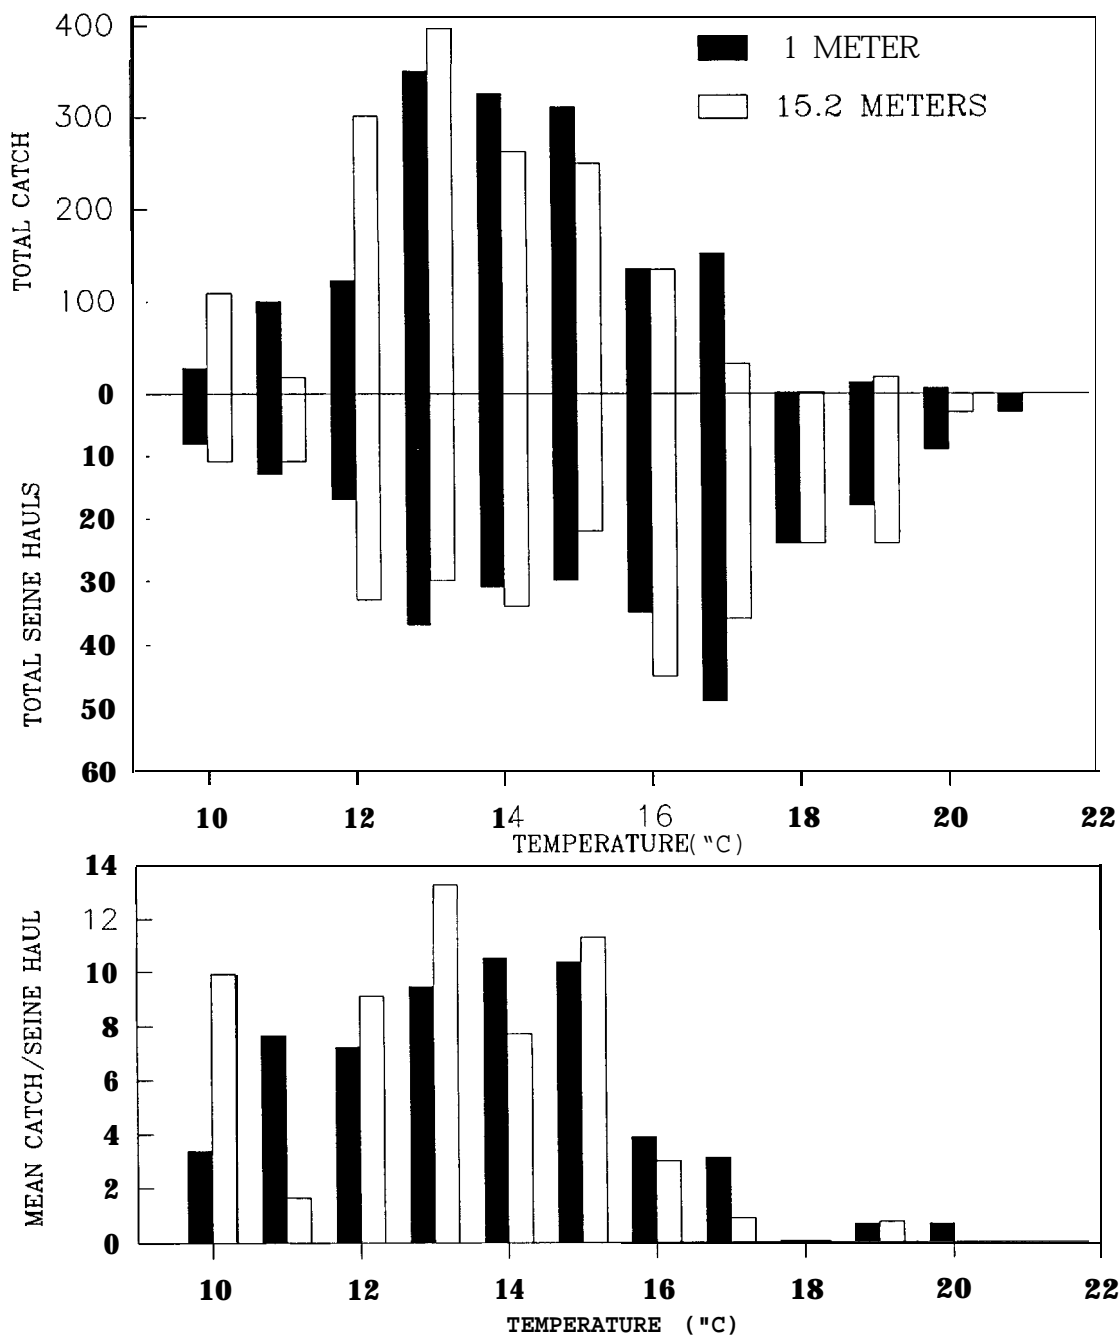 400
300
200
100
0
10
20
30
40
50
60
TOTAL CATCH
TOTAL SEINE HAULS
1 METER
15.2 METERS
10 12 14 16 18 20 22
TEMPERATURE("C)
14
12
10
8
6
4
2
0
MEAN CATCH/SEINE HAUL
10 12 14 16 18 20 22
TEMPERATURE ("C)